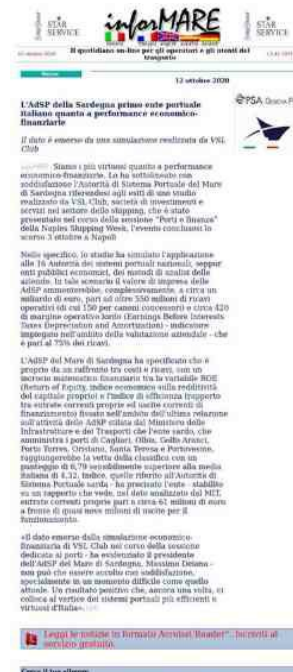 STAR
SERVICE
inforMARE
STAR
SERVICE
Il quotidiano on-line per gli operatori e gli utenti del
trasporto
12 ottobre 2020
PSA
L'AdSP della Sardegna primo ente portuale
italiano quanto a performance economico-
finanziarie
Il dato è emerso da una simulazione realizzata da VSL
Club
Siamo i più virtuosi quanto a performance
economico-finanziarie. Lo ha sottolineato con
soddisfazione l'Autorità di Sistema Portuale del Mare
di Sardegna riferendosi agli esiti di uno studio
realizzato da VSL Club, società di investimenti e
servizi nel settore dello shipping, che è stato
presentato nel corso della sessione "Porti e finanza"
della Naples Shipping Week, l'evento conclusosi lo
scorso 3 ottobre a Napoli
Nello specifico, lo studio ha simulato l'applicazione
alle 16 Autorità dei sistemi portuali nazionali, seppur
enti pubblici economici, dei metodi di analisi delle
aziende. In tale scenario il valore di impresa delle
AdSP ammonterebbe, complessivamente, a circa un
miliardo di euro, pari ad oltre 550 milioni di ricavi
operativi (di cui 150 per canoni concessori) e circa 420
di margine operativo lordo (Earnings Before Interests
Taxes Depreciation and Amortization) - indicatore
impiegato nell'ambito della valutazione aziendale - che
è pari al 75% dei ricavi.
L'AdSP del Mare di Sardegna ha specificato che è
proprio da un raffronto tra costi e ricavi, con un
incrocio matematico finanziario tra la variabile ROE
(Return of Equity, indice economico sulla redditività
del capitale proprio) e l'indice di efficienza (rapporto
tra entrate correnti proprie ed uscite correnti di
finanziamento) fissato nell'ambito dell'ultima relazione
sull'attività delle AdSP stilata dal Ministero delle
Infrastrutture e dei Trasporti che l'ente sardo, che
amministra i porti di Cagliari, Olbia, Golfo Aranci,
Porto Torres, Oristano, Santa Teresa e Portovesme,
raggiungerebbe la vetta della classifica con un
punteggio di 6,79 sensibilmente superiore alla media
italiana di 4,12. Indice, quello riferito all'Autorità di
Sistema Portuale sarda, - ha precisato l'ente - stabilito
su un rapporto che vede, nel dato analizzato dal MIT,
entrate correnti proprie pari a circa 61 milioni di euro
a fronte di quasi nove milioni di uscite per il
funzionamento.
«Il dato emerso dalla simulazione economico-
finanziaria di VSL Club nel corso della sessione
dedicata ai porti - ha evidenziato il presidente
dell'AdSP del Mare di Sardegna, Massimo Deiana -
non può che essere accolto con soddisfazione,
specialmente in un momento difficile come quello
attuale. Un risultato positivo che, ancora una volta, ci
colloca al vertice dei sistemi portuali più efficienti e
virtuosi d'Italia».
Leggi le notizie in formato Acrobat Reader®. Iscriviti al
servizio gratuito.